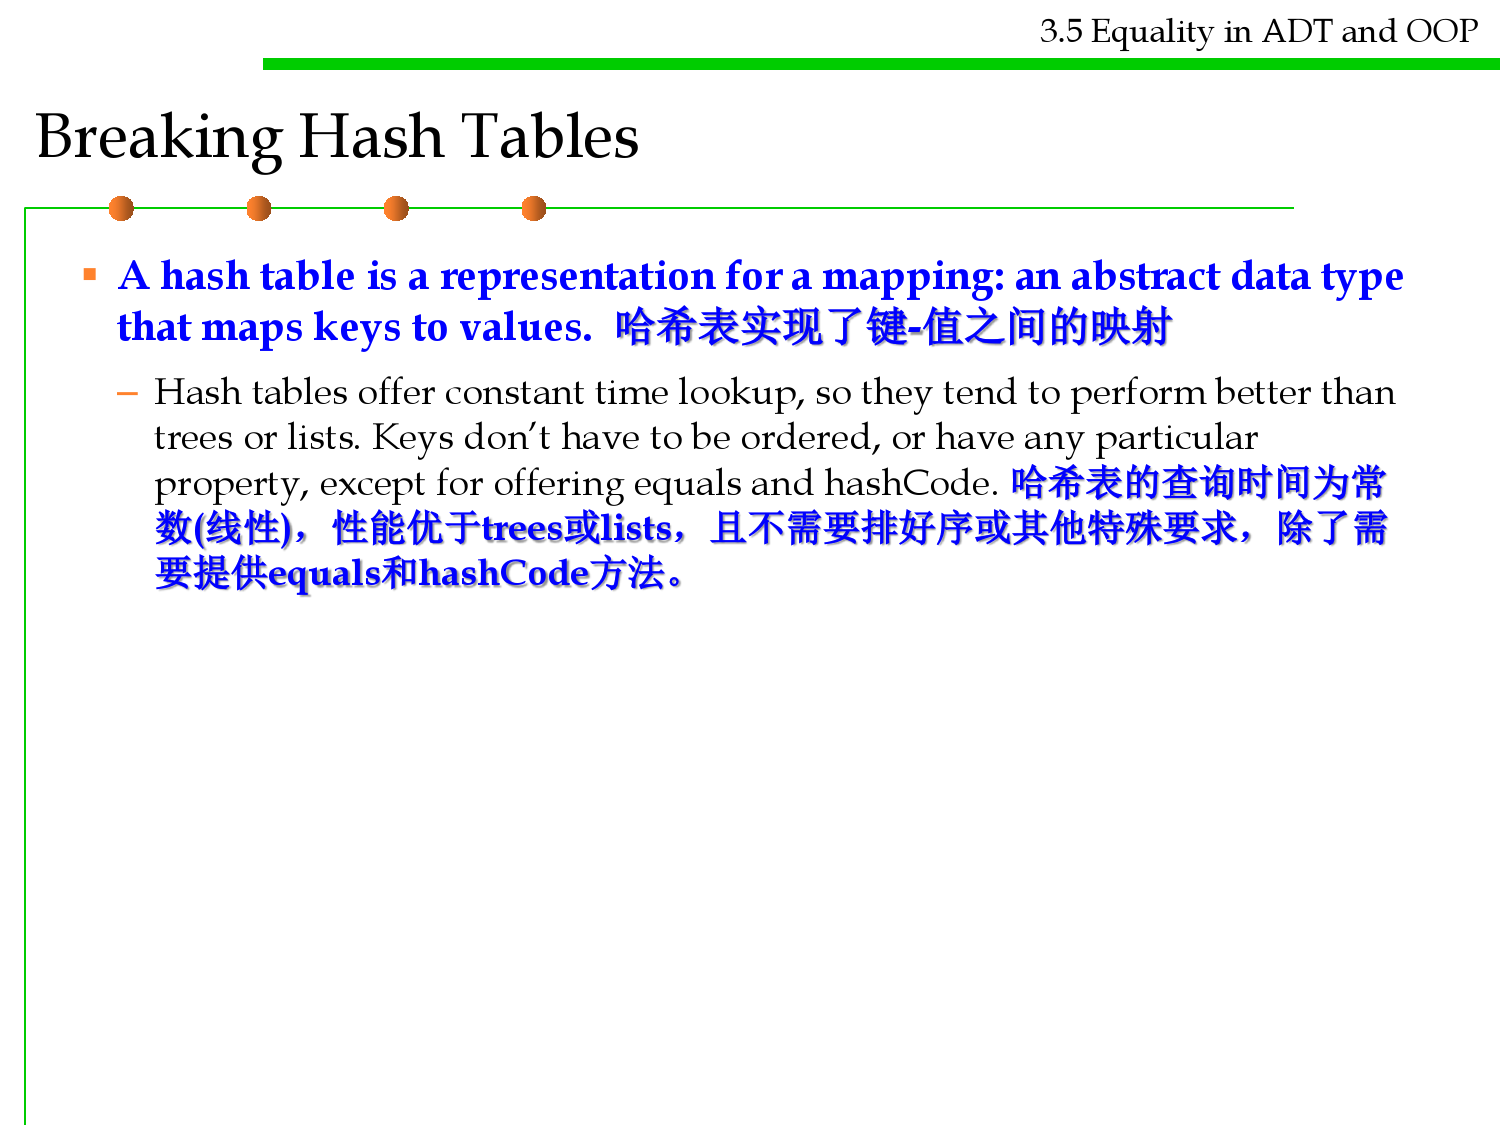 3.5 Equality in ADT and OOP
Breaking Hash Tables
▪ A hash table is a representation for a mapping: an abstract data type
that maps keys to values. 哈希表实现了键-值之间的映射
– Hash tables offer constant time lookup, so they tend to perform better than
trees or lists. Keys don’t have to be ordered, or have any particular
property, except for offering equals and hashCode. 哈希表的查询时间为常
数(线性)，性能优于trees或lists，且不需要排好序或其他特殊要求，除了需
要提供equals和hashCode方法。